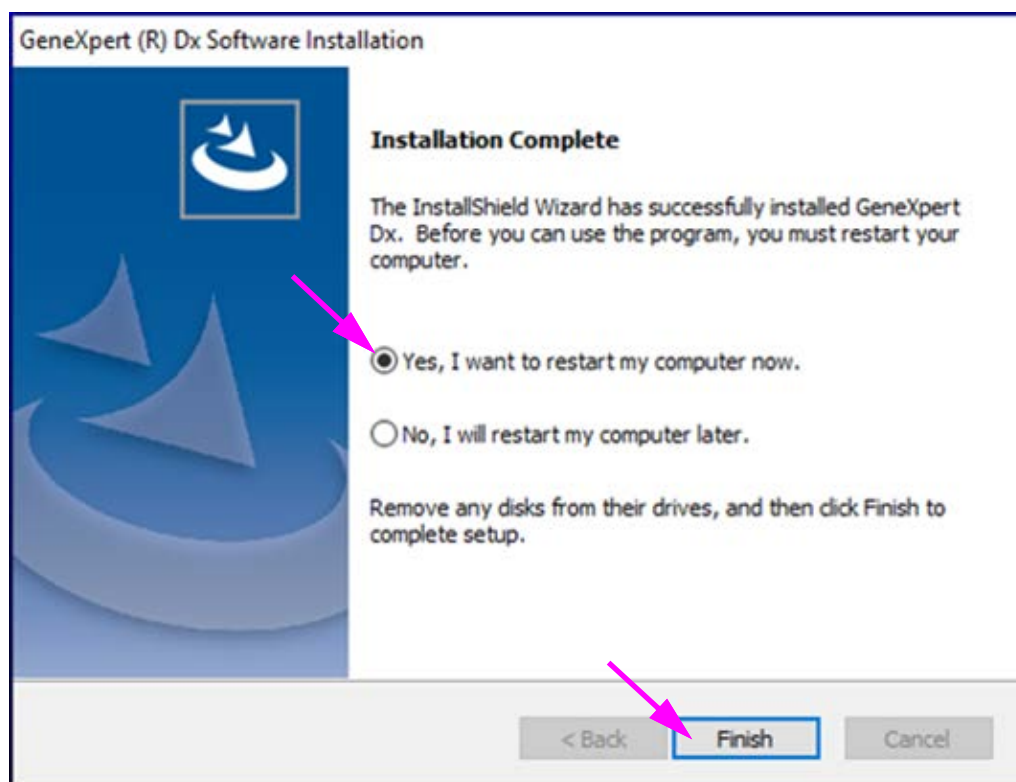 GeneXpert (R) Dx Software Installation
Installation Complete
The InstallShield Wizard has successfully installed GeneXpert
Dx.  Before you can use the program, you must restart your
computer.
Yes, I want to restart my computer now.
No, I will restart my computer later.
Remove any disks from their drives, and then click Finish to
complete setup.
< Back
Finish
Cancel